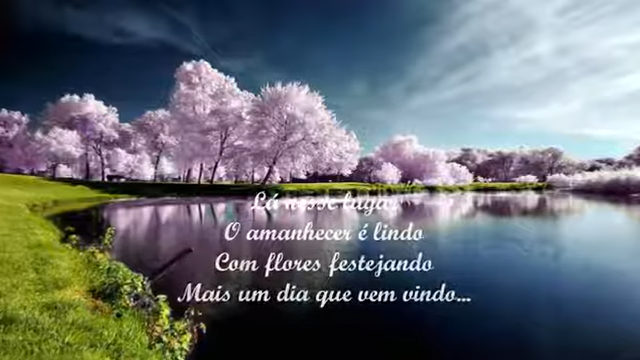 Lá nesse lugar
O amanhecer é lindo
Com flores festejando
Mais um dia que vem vindo...